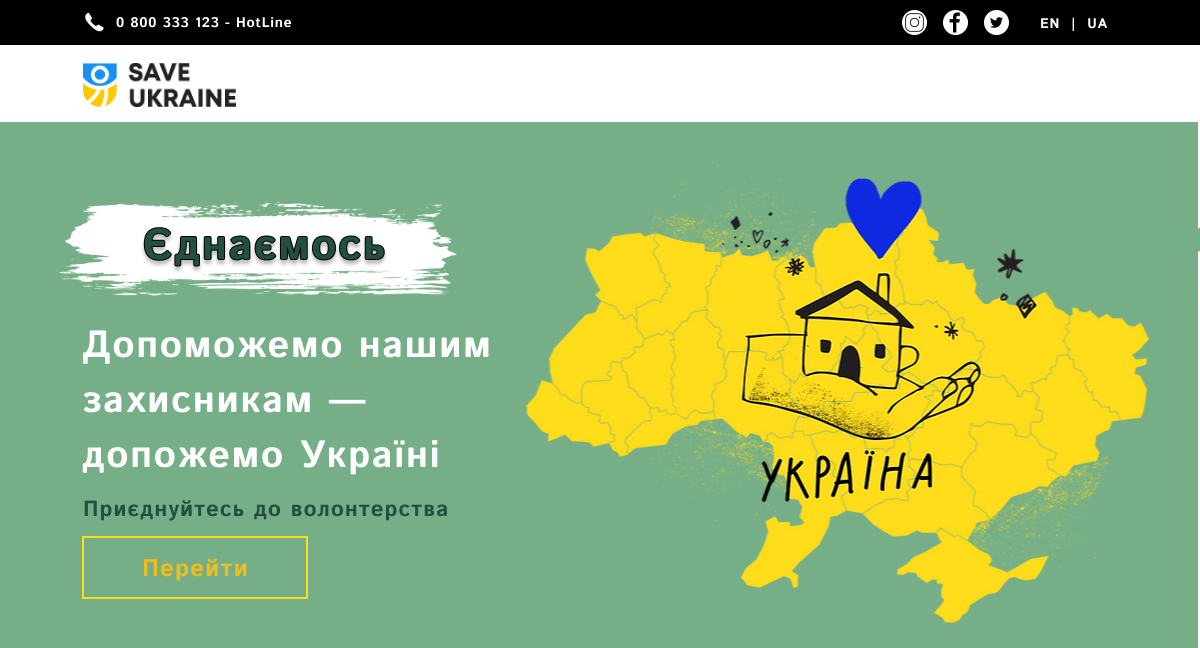 0 800 333 123 - HotLine
EN | UA
SAVE
UKRAINE
Єднаємось
Допоможемо нашим
захисникам —
допожемо Україні
Приєднуйтесь до волонтерства
Перейти
УКРАЇНА